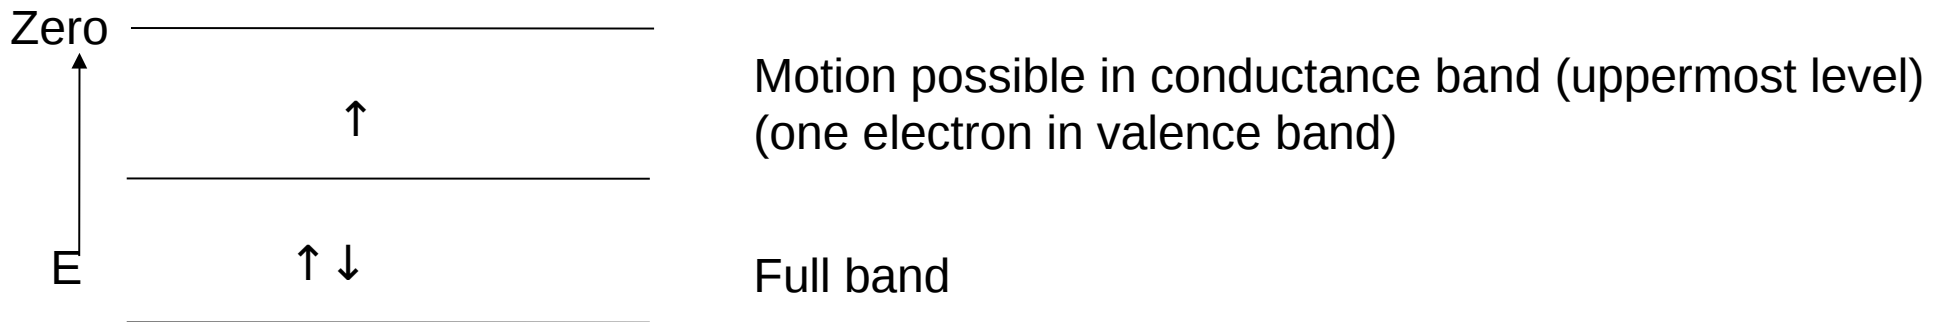 Zero
Motion possible in conductance band (uppermost level)
↑
(one electron in valence band)
E
↑↓
Full band